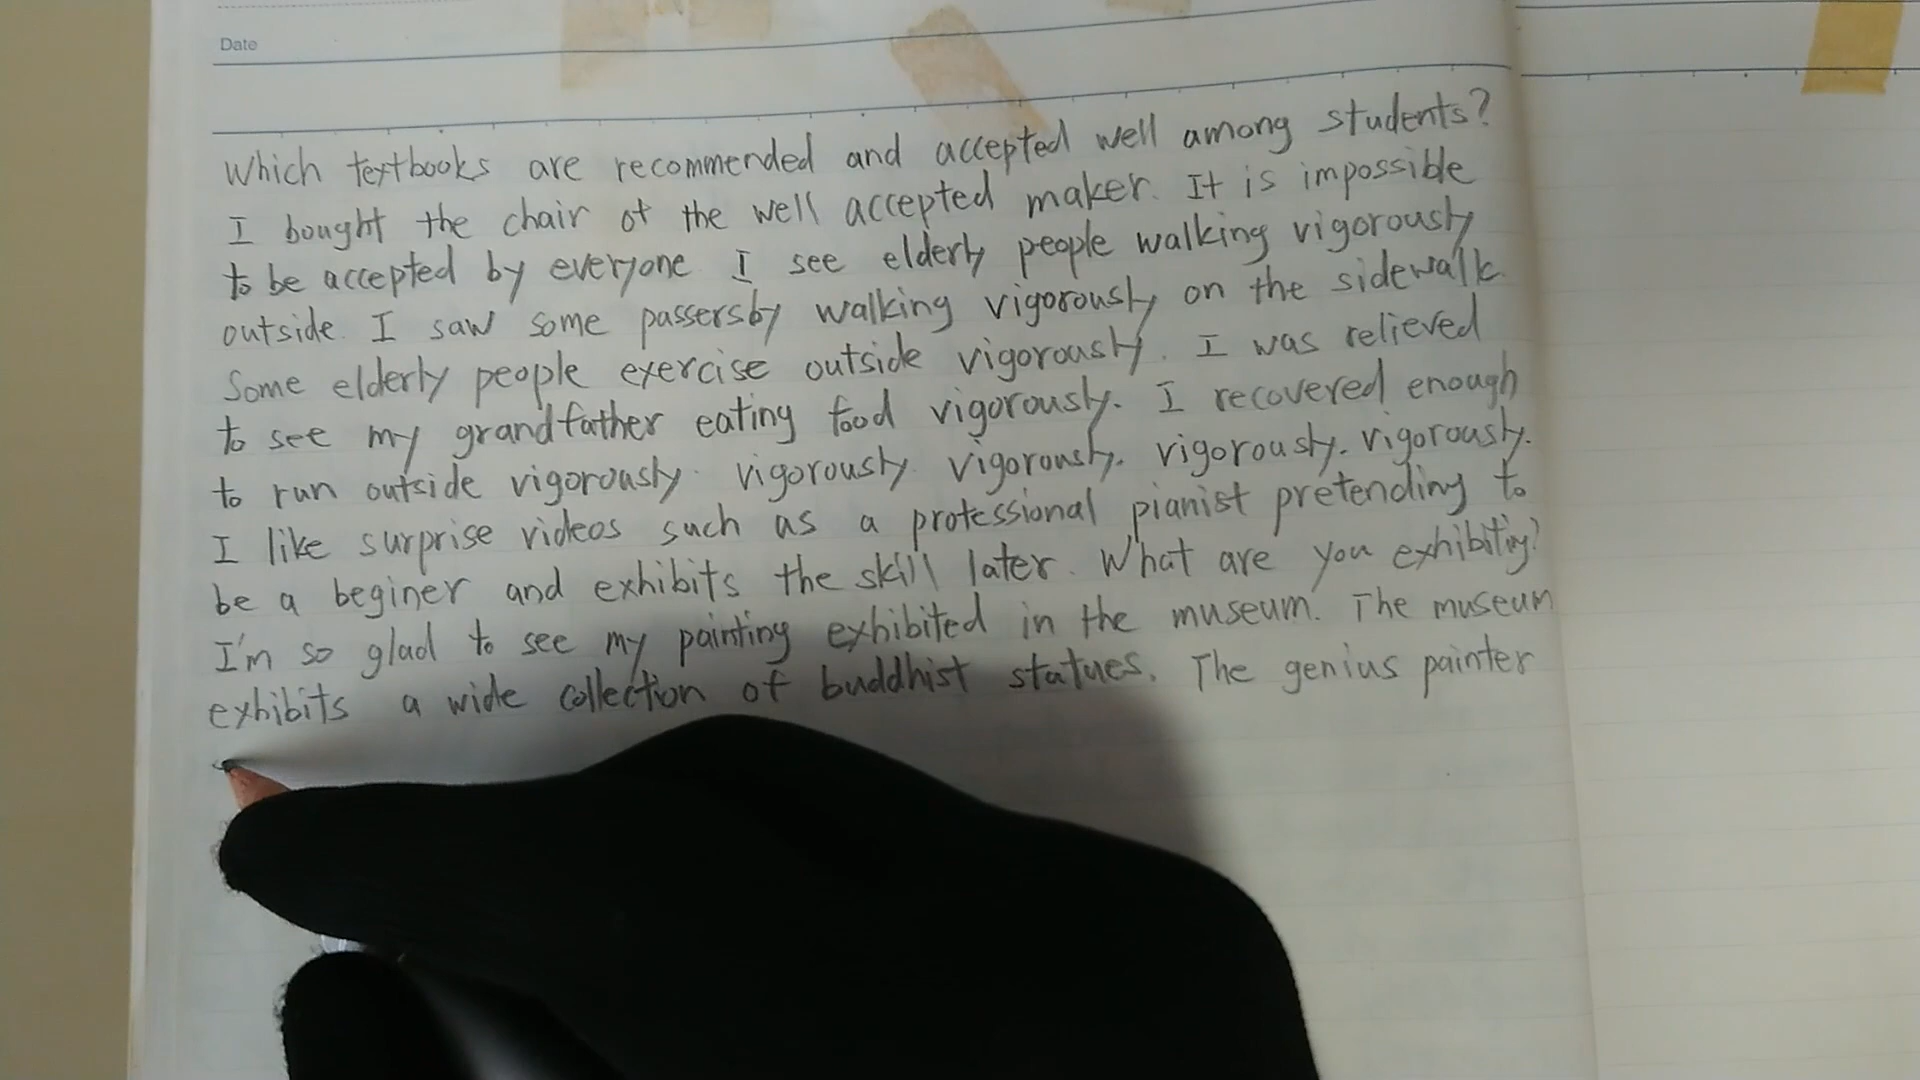 Date
Which textbooks are recommended and accepted well among students?
I bought the chair of the well accepted maker. It is impossible
to be accepted by everyone I see elderly people walking vigorously
outside. I saw some passersby walking vigorously on the sidewalk.
Some elderly people exercise outside vigorously. I was relieved
to see my grandfather eating food vigorously. I recovered enough
to run outside vigorously. vigorously vigorously. vigorously. vigorously.
I like surprise videos such as a professional pianist pretending to
be a beginer and exhibits the skill later. What are you exhibiting?
I'm so glad to see my painting exhibited in the museum. The museum
exhibits a wide collection of buddhist statues. The genius painter